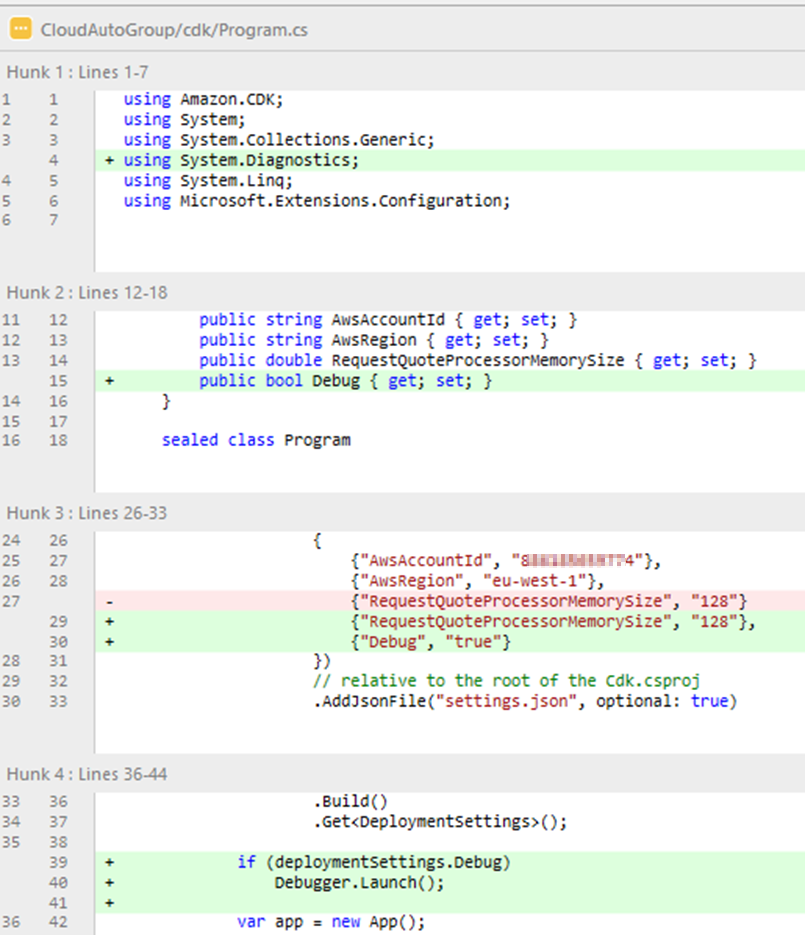 CloudAutoGroup/cdk/Program.cs
Hunk 1 : Lines 1-7
1 1 using Amazon.CDK;
2 2 using System;
3 3 using System.Collections.Generic;
4 + using System.Diagnostics;
4 5 using System.Linq;
5 6 using Microsoft.Extensions.Configuration;
6 7
Hunk 2 : Lines 12-18
11 12 public string AwsAccountId { get; set; }
12 13 public string AwsRegion { get; set; }
13 14 public double RequestQuoteProcessorMemorySize { get; set; }
15 + public bool Debug { get; set; }
14 16 }
15 17
16 18 sealed class Program
Hunk 3 : Lines 26-33
24 26 {
25 27 {"AwsAccountId", "
26 28 {"AwsRegion", "eu-west-1"},
27 - {"RequestQuoteProcessorMemorySize", "128"}
29 + {"RequestQuoteProcessorMemorySize", "128"},
30 + {"Debug", "true"}
28 31 })
29 32 // relative to the root of the Cdk.csproj
30 33 .AddJsonFile("settings.json", optional: true)
Hunk 4 : Lines 36-44
33 36 .Build()
34 37 .Get<DeploymentSettings>();
35 38
39 + if (deploymentSettings.Debug)
40 + Debugger.Launch();
41 +
36 42 var app = new App();